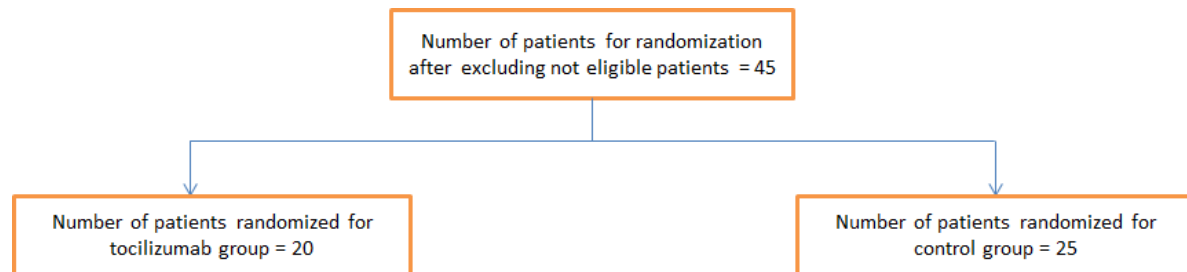 Number of patients for randomization
after excluding not eligible patients = 45
Number of patients randomized for
tocilizumab group = 20
Number of patients randomized for
control group = 25